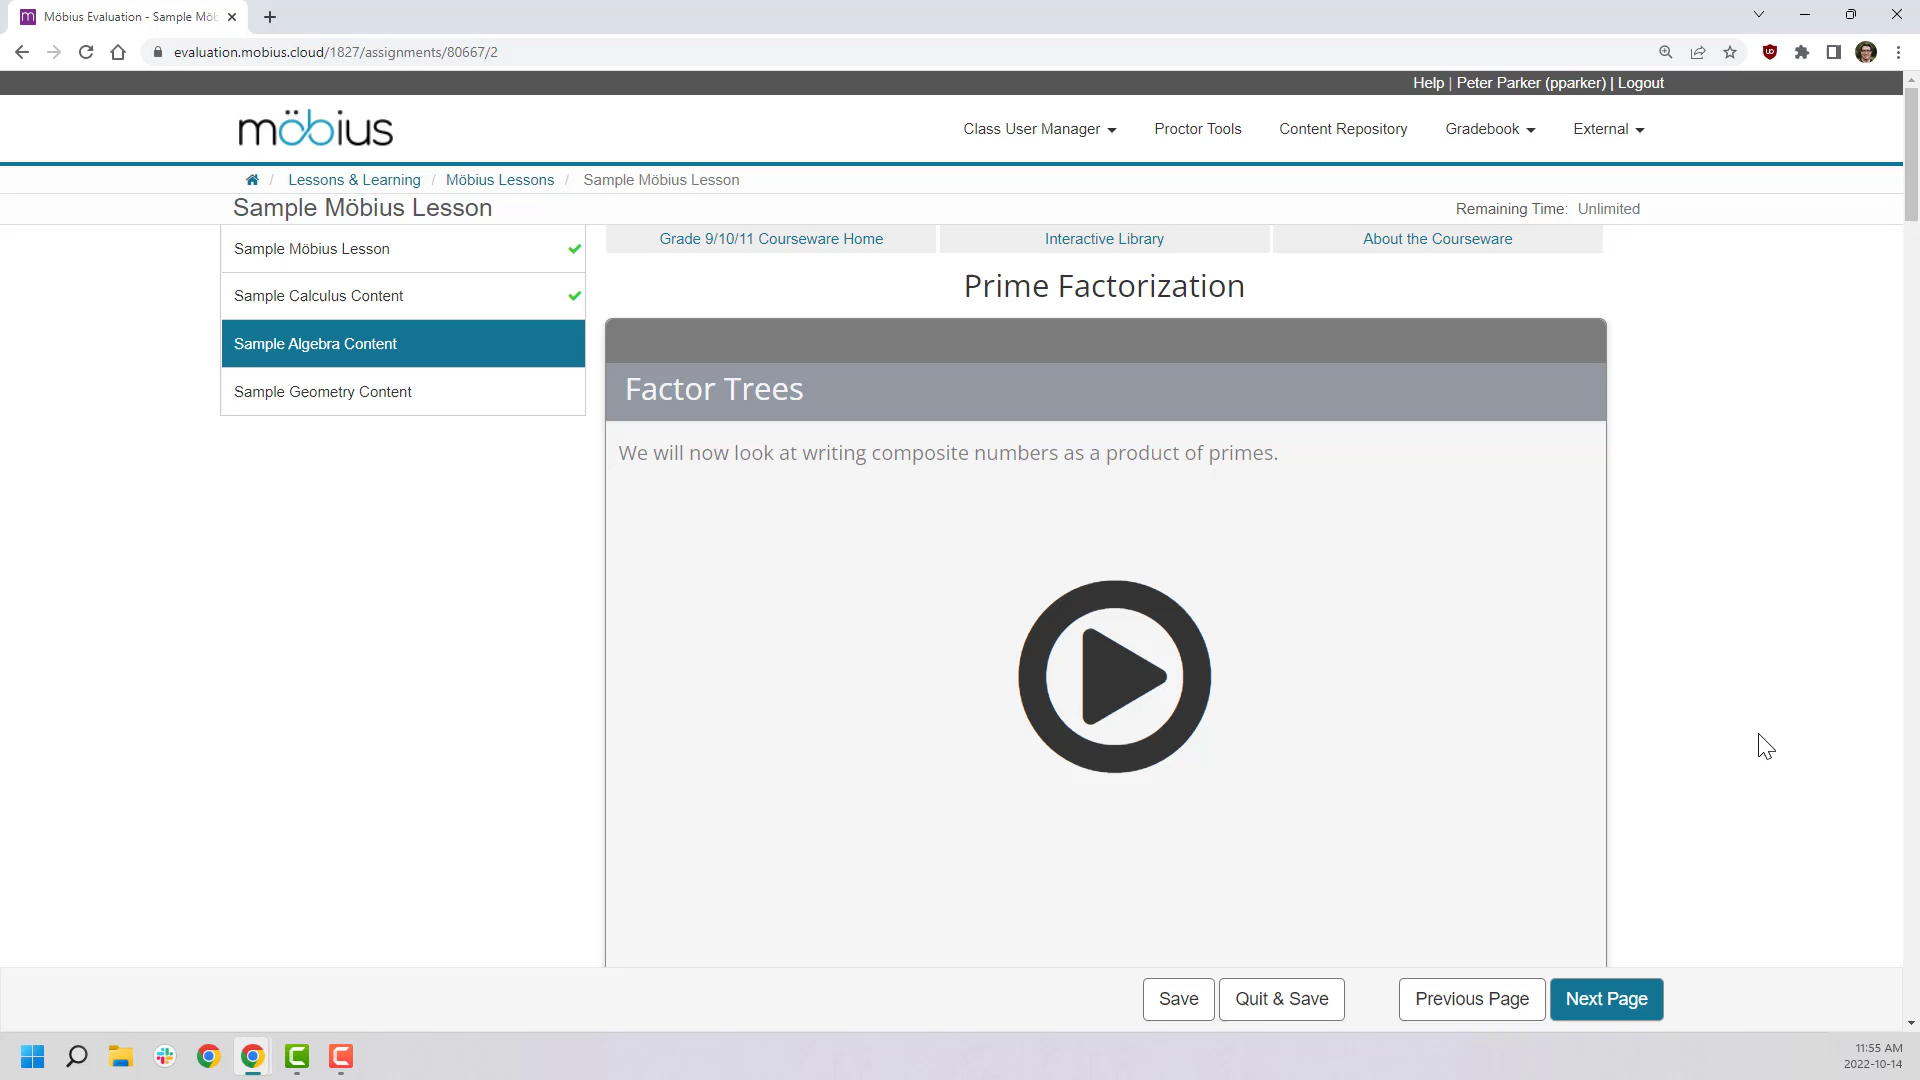 Möbius Evaluation - Sample Möb
evaluation.mobius.cloud/1827/assignments/80667/2
Help | Peter Parker (pparker) | Logout
möbius
Class User Manager
Proctor Tools
Content Repository
Gradebook
External
/ Lessons & Learning / Möbius Lessons / Sample Möbius Lesson
Sample Möbius Lesson
Remaining Time: Unlimited
Sample Möbius Lesson
Sample Calculus Content
Sample Algebra Content
Sample Geometry Content
Grade 9/10/11 Courseware Home
Interactive Library
About the Courseware
Prime Factorization
Factor Trees
We will now look at writing composite numbers as a product of primes.
Save
Quit & Save
Previous Page
Next Page
11:55 AM
2022-10-14